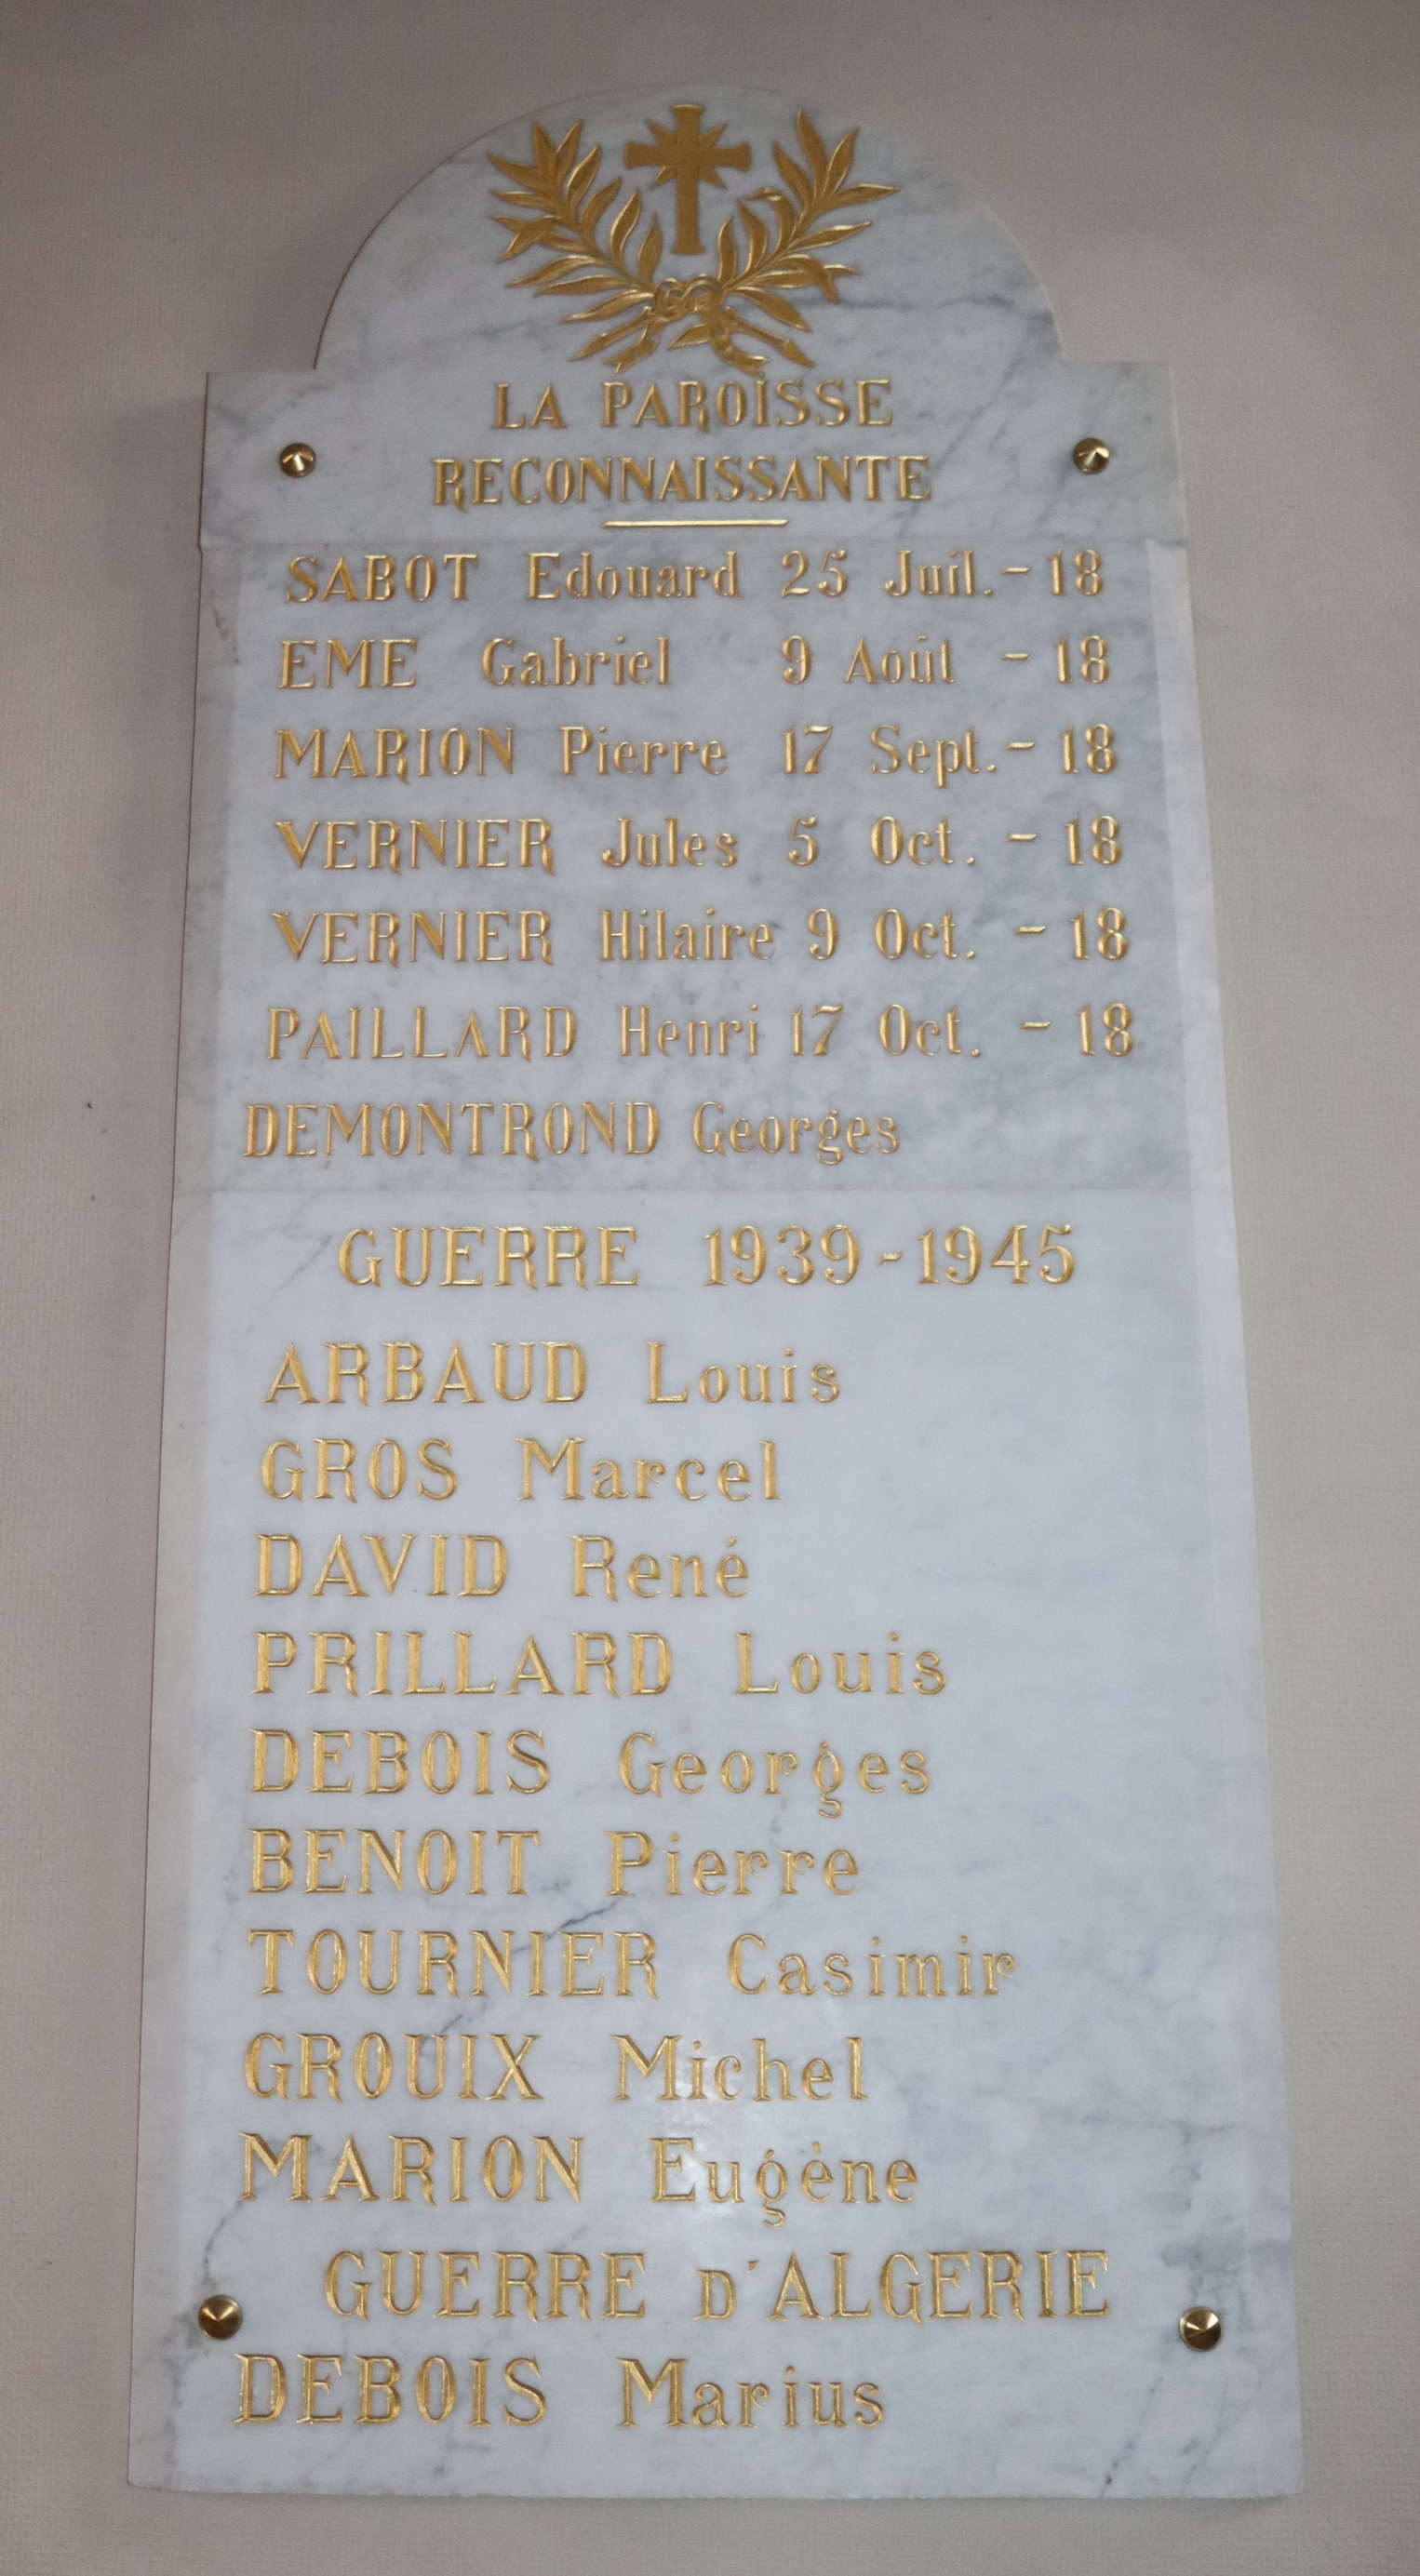 LA PAROISSE
RECONNAISSANTE
SABOT Edouard 25 Juil. - 18
EME Gabriel 9 Août - 18
MARION Pierre 17 Sept. - 18
VERNIER Jules 5 Oct. - 18
VERNIER Hilaire 9 Oct. - 18
PAILLARD Henri 17 Oct. - 18
DEMONTROND Georges
GUERRE 1939-1945
ARBAUD Louis
GROS Marcel
DAVID René
PRILLARD Louis
DEBOIS Georges
BENOIT Pierre
TOURNIER Casimir
GROUIX Michel
MARION Eugène
GUERRE D'ALGERIE
DEBOIS Marius